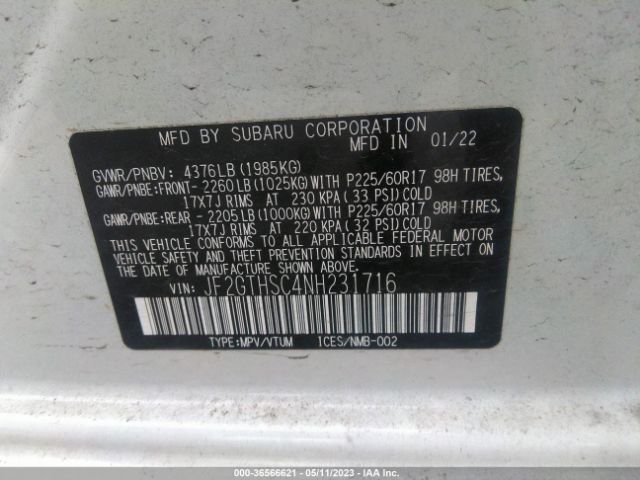 MFD BY SUBARU CORPORATION
MFD IN 01/22
GVWR/PNBV: 4376LB (1985KG)
GAWR/PNBE:FRONT- 2260LB (1025KG)WITH P225/60R17 98H TIRES,
17X7J RIMS AT 230 KPA (33 PSI)COLD
GAWR/PNBE:REAR - 2205LB (1000KG)WITH P225/60R17 98H TIRES,
17X7J RIMS AT 220 KPA (32 PSI)COLD
THIS VEHICLE CONFORMS TO ALL APPLICABLE FEDERAL MOTOR
VEHICLE SAFETY AND THEFT PREVENTION STANDARDS IN EFFECT ON
THE DATE OF MANUFACTURE SHOWN ABOVE.
VIN: JF2GTHSC4NH231716
TYPE:MPV/VTUM ICES/NMB-002
000-36566621 - 05/11/2023 - IAA Inc.